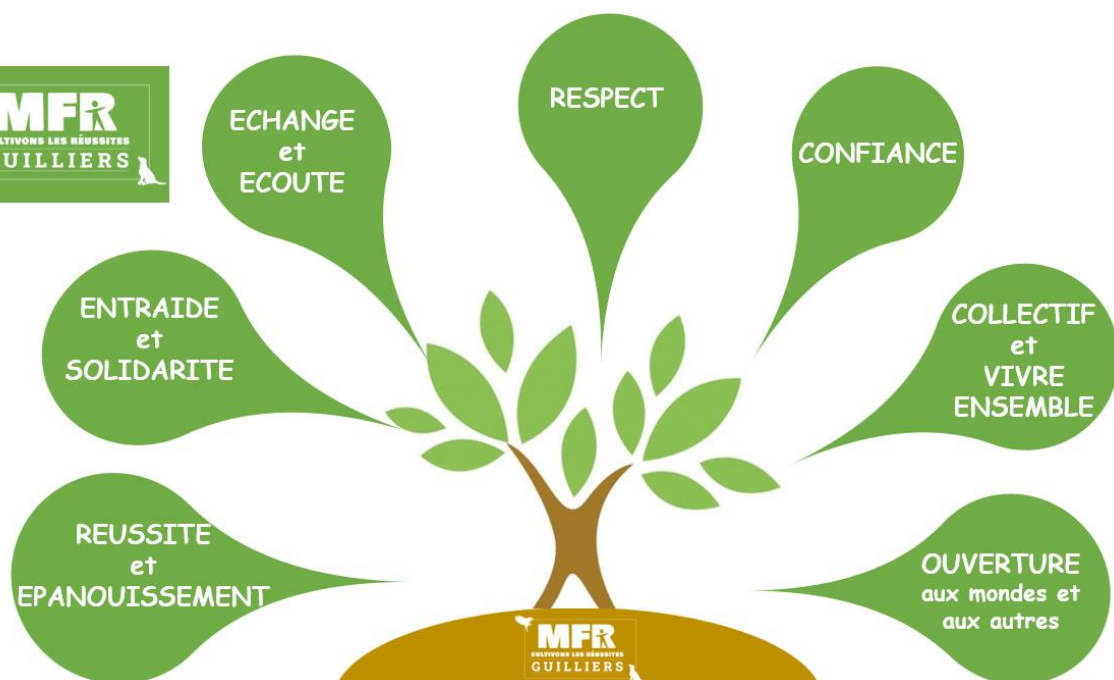 MFR
CULTIVONS LES RÉUSSITES
GUILLIERS
ECHANGE
et
ECOUTE
RESPECT
CONFIANCE
ENTRAIDE
et
SOLIDARITE
COLLECTIF
et
VIVRE
ENSEMBLE
REUSSITE
et
EPANOUISSEMENT
OUVERTURE
aux mondes et
aux autres
MFR
CULTIVONS LES RÉUSSITES
GUILLIERS